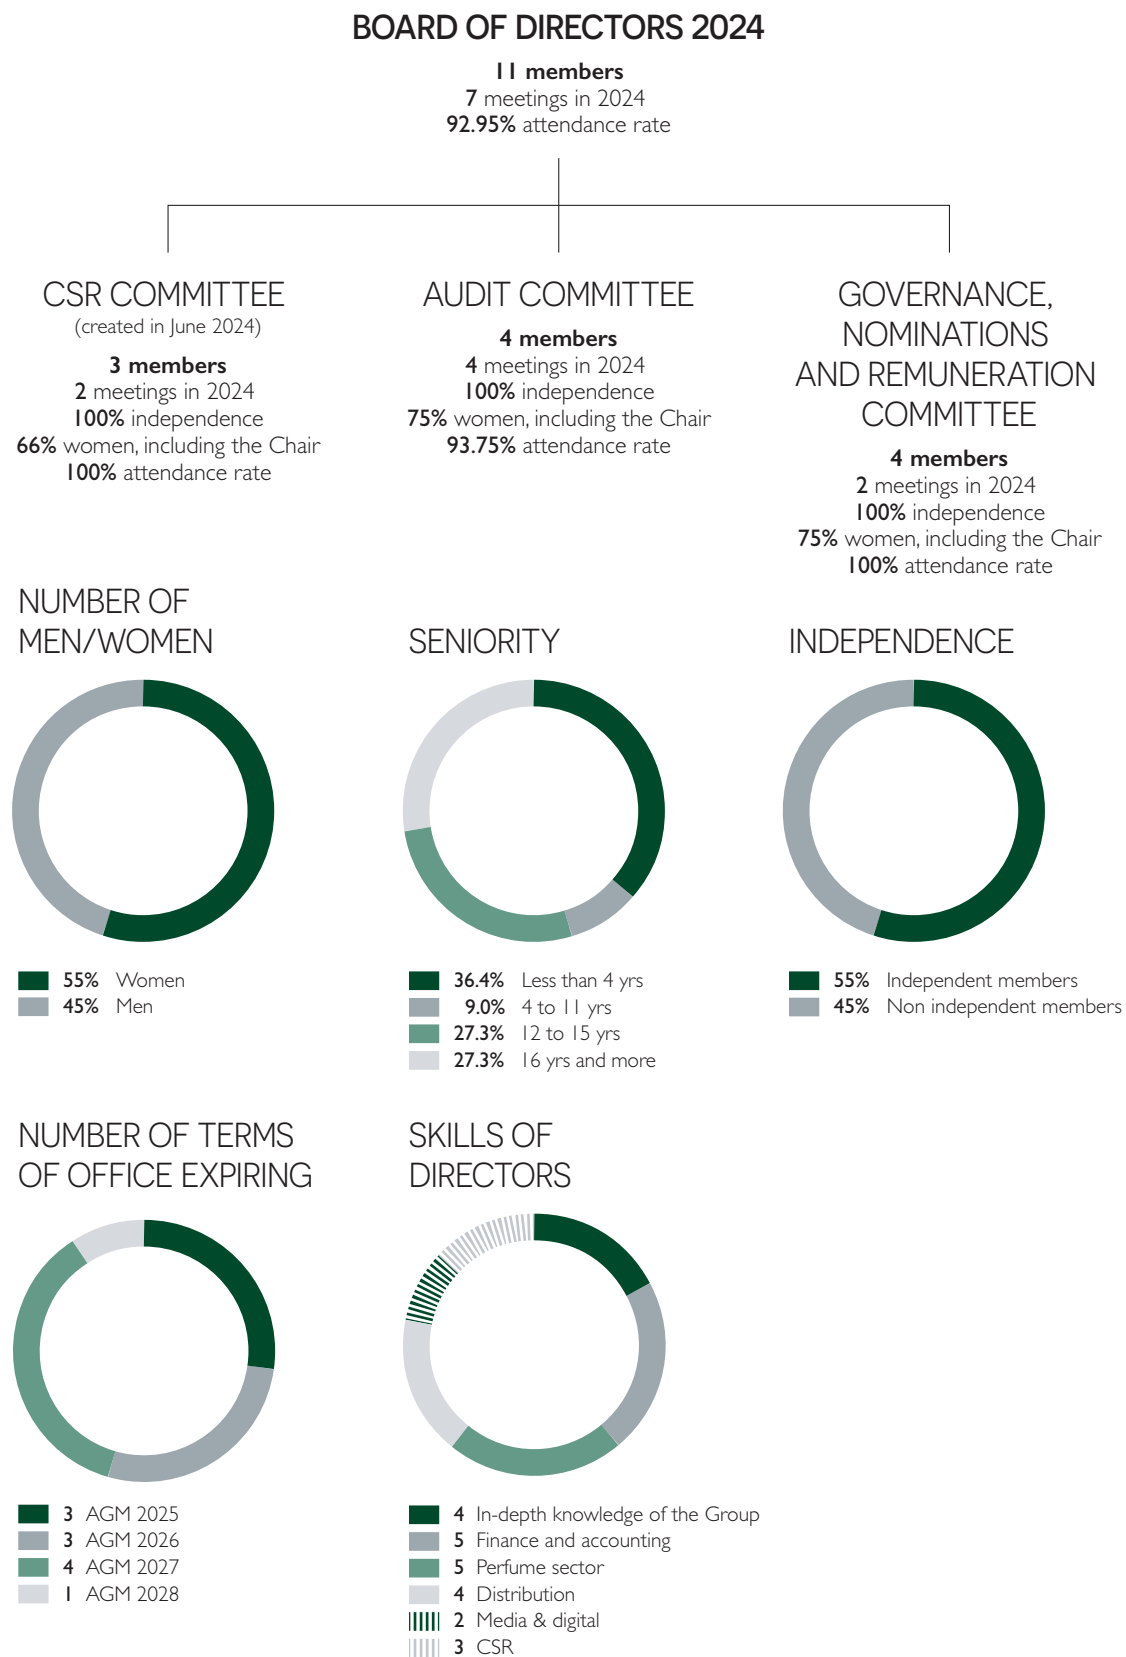 BOARD OF DIRECTORS 2024
11 members
7 meetings in 2024
92.95% attendance rate
CSR COMMITTEE
(created in June 2024)
3 members
2 meetings in 2024
100% independence
66% women, including the Chair
100% attendance rate
AUDIT COMMITTEE
4 members
4 meetings in 2024
100% independence
75% women, including the Chair
93.75% attendance rate
GOVERNANCE,
NOMINATIONS
AND REMUNERATION
COMMITTEE
4 members
2 meetings in 2024
100% independence
75% women, including the Chair
100% attendance rate
NUMBER OF
MEN/WOMEN
55% Women
45% Men
SENIORITY
36.4% Less than 4 yrs
9.0% 4 to 11 yrs
27.3% 12 to 15 yrs
27.3% 16 yrs and more
INDEPENDENCE
55% Independent members
45% Non independent members
NUMBER OF TERMS
OF OFFICE EXPIRING
3 AGM 2025
3 AGM 2026
4 AGM 2027
1 AGM 2028
SKILLS OF
DIRECTORS
4 In-depth knowledge of the Group
5 Finance and accounting
5 Perfume sector
4 Distribution
2 Media & digital
3 CSR